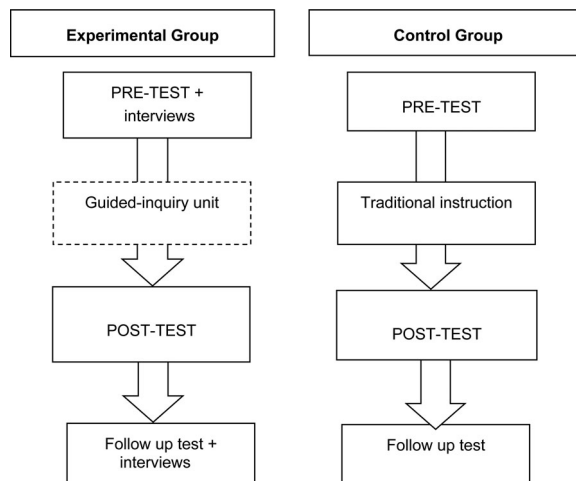 Experimental Group
PRE-TEST +
interviews
Guided-inquiry unit
POST-TEST
Follow up test +
interviews
Control Group
PRE-TEST
Traditional instruction
POST-TEST
Follow up test